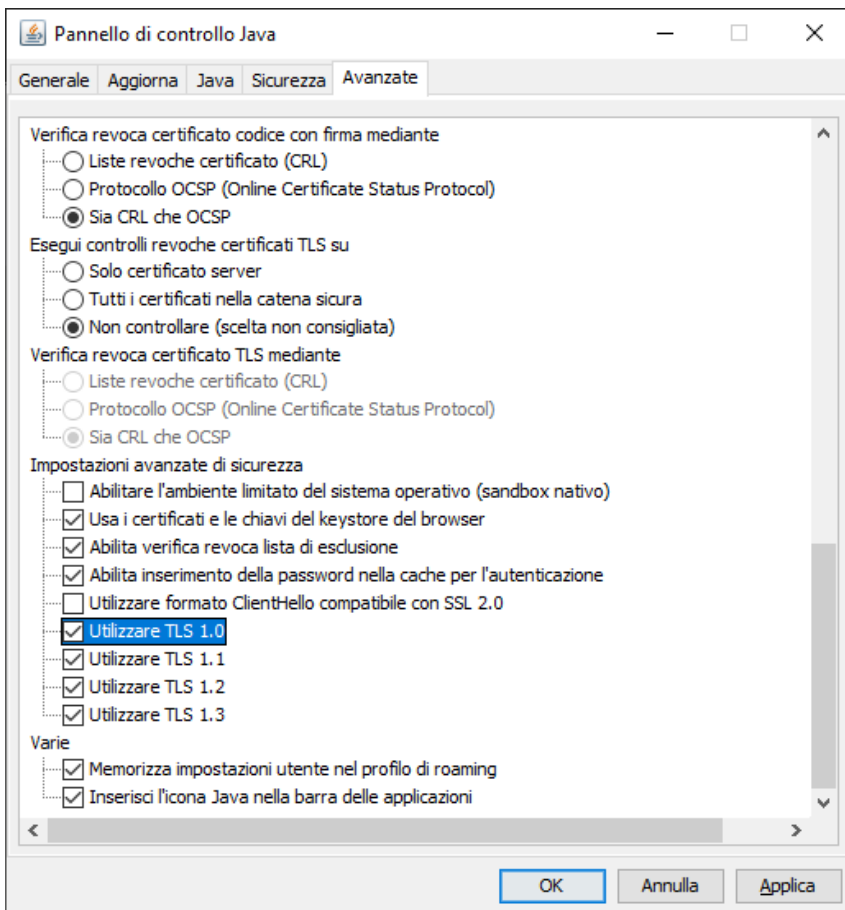 Pannello di controllo Java
Generale Aggiorna Java Sicurezza Avanzate
Verifica revoca certificato codice con firma mediante
Liste revoche certificato (CRL)
Protocollo OCSP (Online Certificate Status Protocol)
Sia CRL che OCSP
Esegui controlli revoche certificati TLS su
Solo certificato server
Tutti i certificati nella catena sicura
Non controllare (scelta non consigliata)
Verifica revoca certificato TLS mediante
Liste revoche certificato (CRL)
Protocollo OCSP (Online Certificate Status Protocol)
Sia CRL che OCSP
Impostazioni avanzate di sicurezza
Abilitare l'ambiente limitato del sistema operativo (sandbox nativo)
Usa i certificati e le chiavi del keystore del browser
Abilita verifica revoca lista di esclusione
Abilita inserimento della password nella cache per l'autenticazione
Utilizzare formato ClientHello compatibile con SSL 2.0
Utilizzare TLS 1.0
Utilizzare TLS 1.1
Utilizzare TLS 1.2
Utilizzare TLS 1.3
Varie
Memorizza impostazioni utente nel profilo di roaming
Inserisci l'icona Java nella barra delle applicazioni
OK Annulla Applica